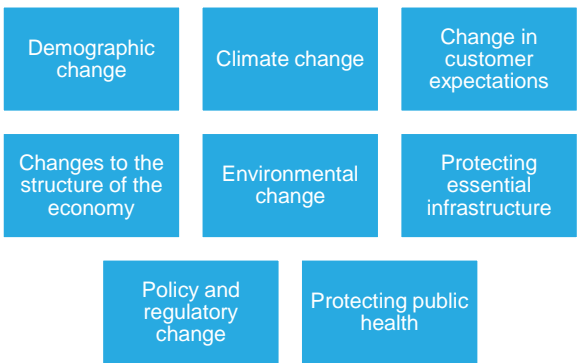 Demographic
change
Climate change
Change in
customer
expectations
Changes to the
structure of the
economy
Environmental
change
Protecting
essential
infrastructure
Policy and
regulatory
change
Protecting public
health